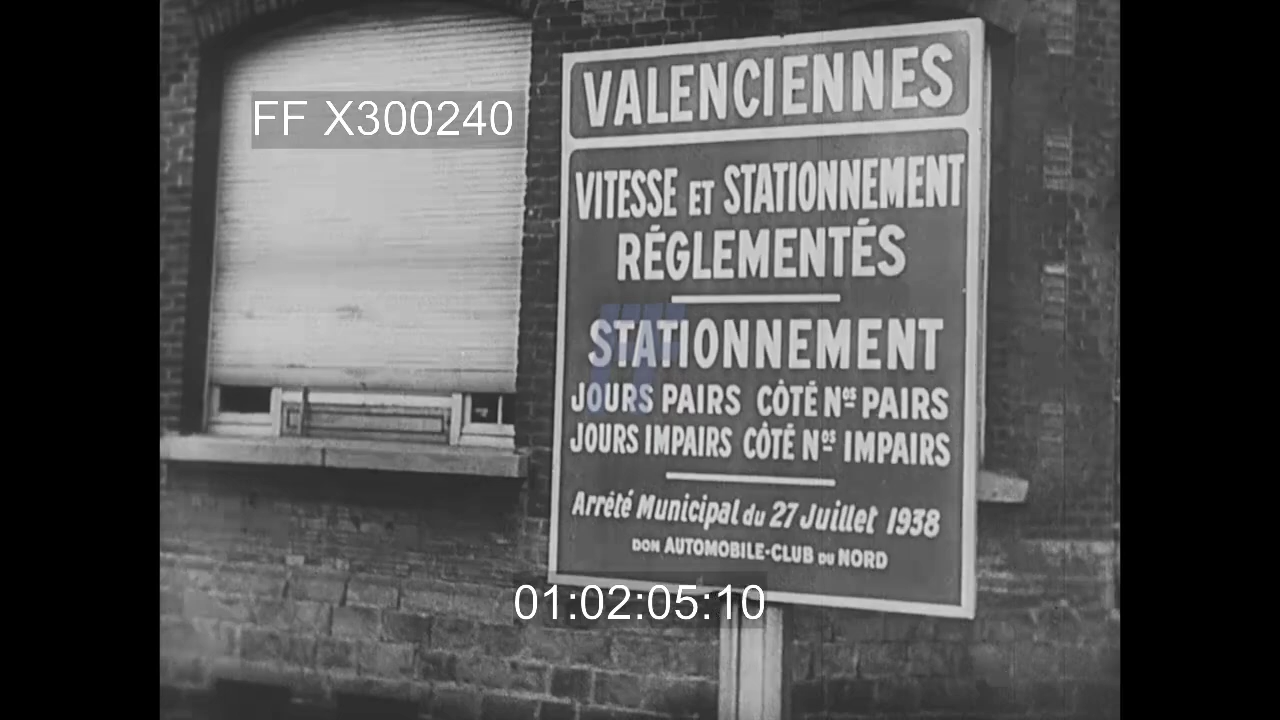 FF X300240
VALENCIENNES
VITESSE ET STATIONNEMENT
RÉGLEMENTÉS
STATIONNEMENT
JOURS PAIRS CÔTÉ Nos PAIRS
JOURS IMPAIRS CÔTÉ Nos IMPAIRS
Arrêté Municipal du 27 Juillet 1938
DON AUTOMOBILE-CLUB DU NORD
01:02:05:10